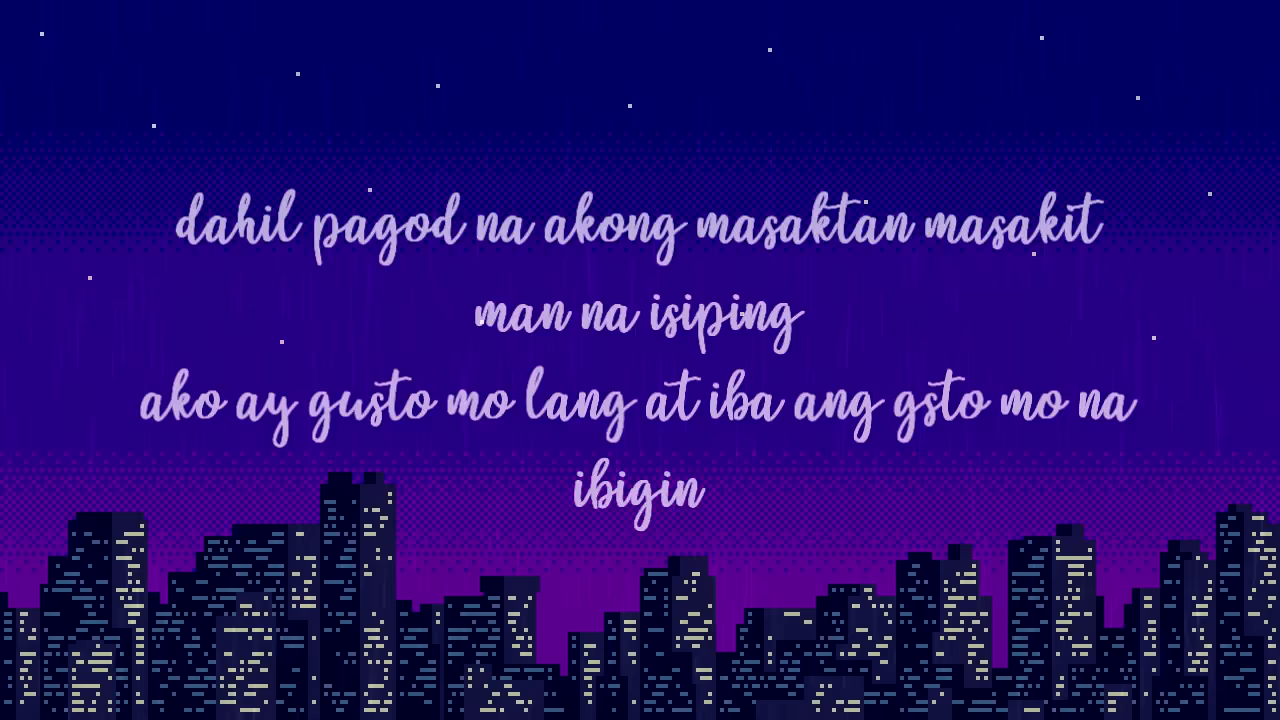 dahil pagod na akong masaktan masakit
man na isiping
ako ay gusto mo lang at iba ang gsto mo na
ibigin